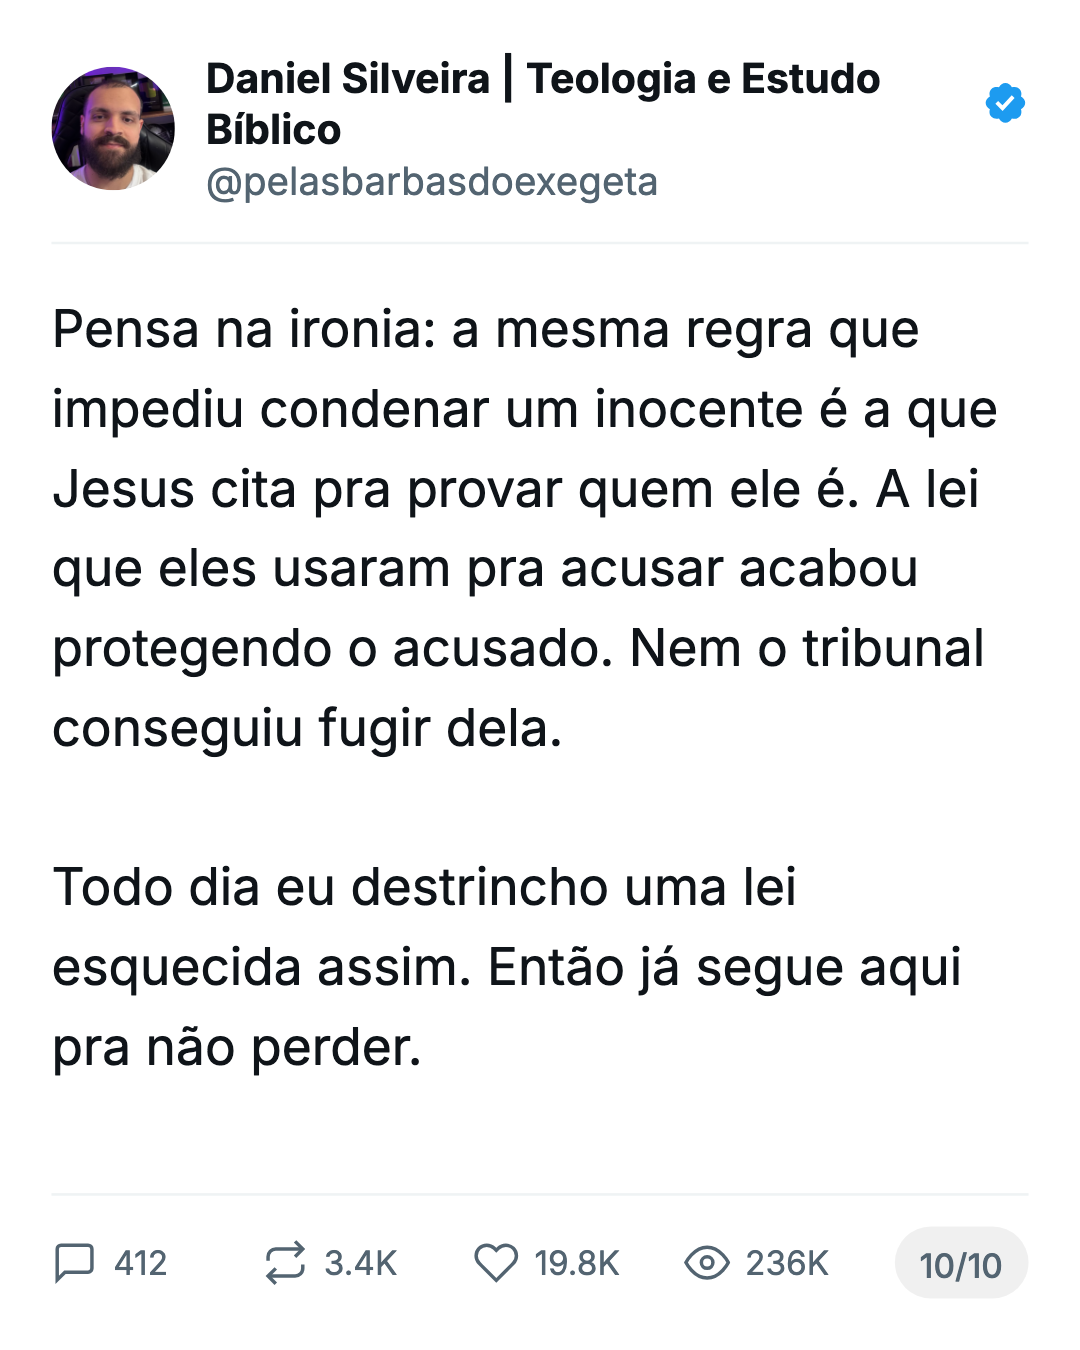 Daniel Silveira | Teologia e Estudo
Bíblico
@pelasbarbasdoexegeta
Pensa na ironia: a mesma regra que
impediu condenar um inocente é a que
Jesus cita pra provar quem ele é. A lei
que eles usaram pra acusar acabou
protegendo o acusado. Nem o tribunal
conseguiu fugir dela.
Todo dia eu destrincho uma lei
esquecida assim. Então já segue aqui
pra não perder.
412 3.4K 19.8K 236K 10/10